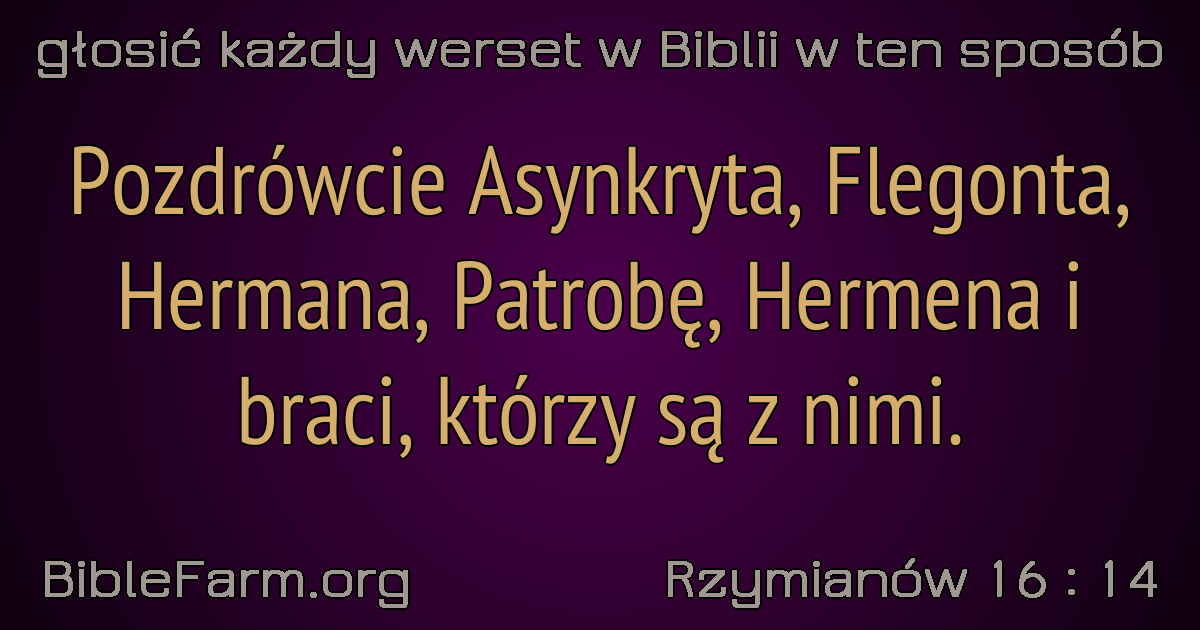 głosić każdy werset w Biblii w ten sposób
Pozdrówcie Asynkryta, Flegonta,
Hermana, Patrobę, Hermena i
braci, którzy są z nimi.
BibleFarm.org
Rzymianów 16 : 14